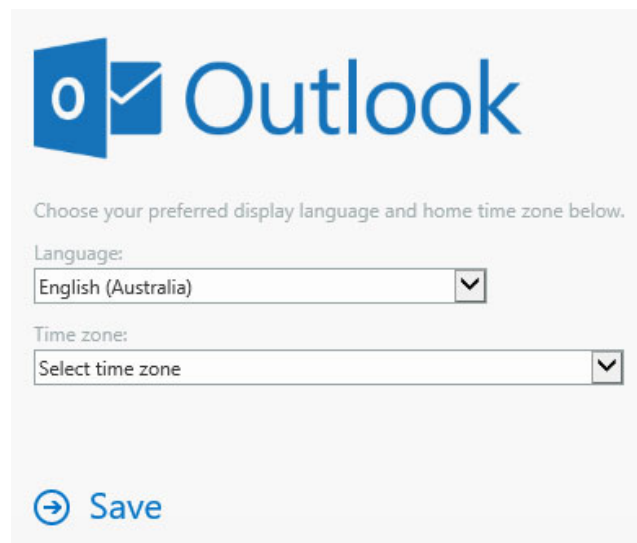 Outlook
Choose your preferred display language and home time zone below.
Language:
English (Australia)
Time zone:
Select time zone
Save